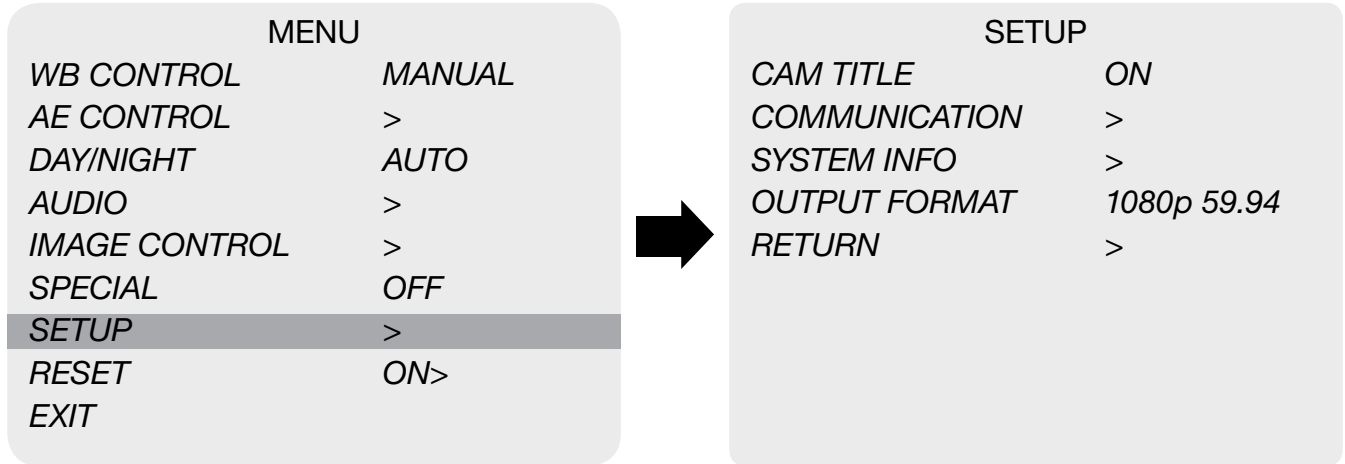 MENU
WB CONTROL MANUAL
AE CONTROL >
DAY/NIGHT AUTO
AUDIO >
IMAGE CONTROL >
SPECIAL OFF
SETUP >
RESET ON>
EXIT
SETUP
CAM TITLE ON
COMMUNICATION >
SYSTEM INFO >
OUTPUT FORMAT 1080p 59.94
RETURN >